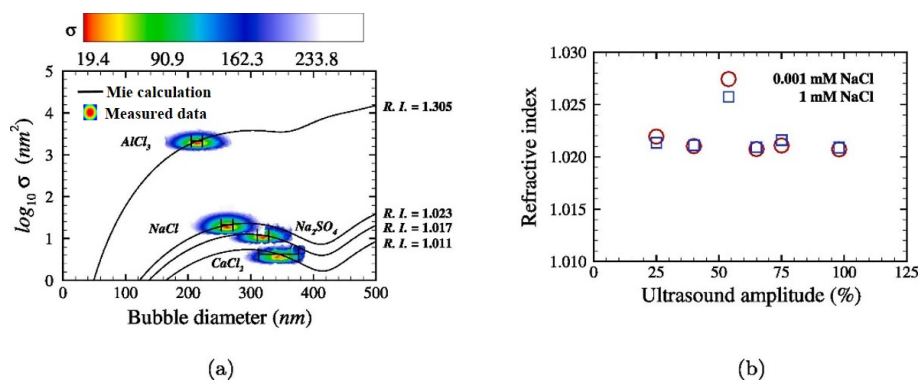 σ
19.4 90.9 162.3 233.8
5
4
3
2
1
0
log₁₀ σ (nm²)
Mie calculation
Measured data
AlCl₃
NaCl
Na₂SO₄
CaCl₂
R. I. = 1.305
R. I. = 1.023
R. I. = 1.017
R. I. = 1.011
0 100 200 300 400 500
Bubble diameter (nm)
(a)
1.030
1.025
1.020
1.015
1.010
Refractive index
0.001 mM NaCl
1 mM NaCl
0 25 50 75 100 125
Ultrasound amplitude (%)
(b)